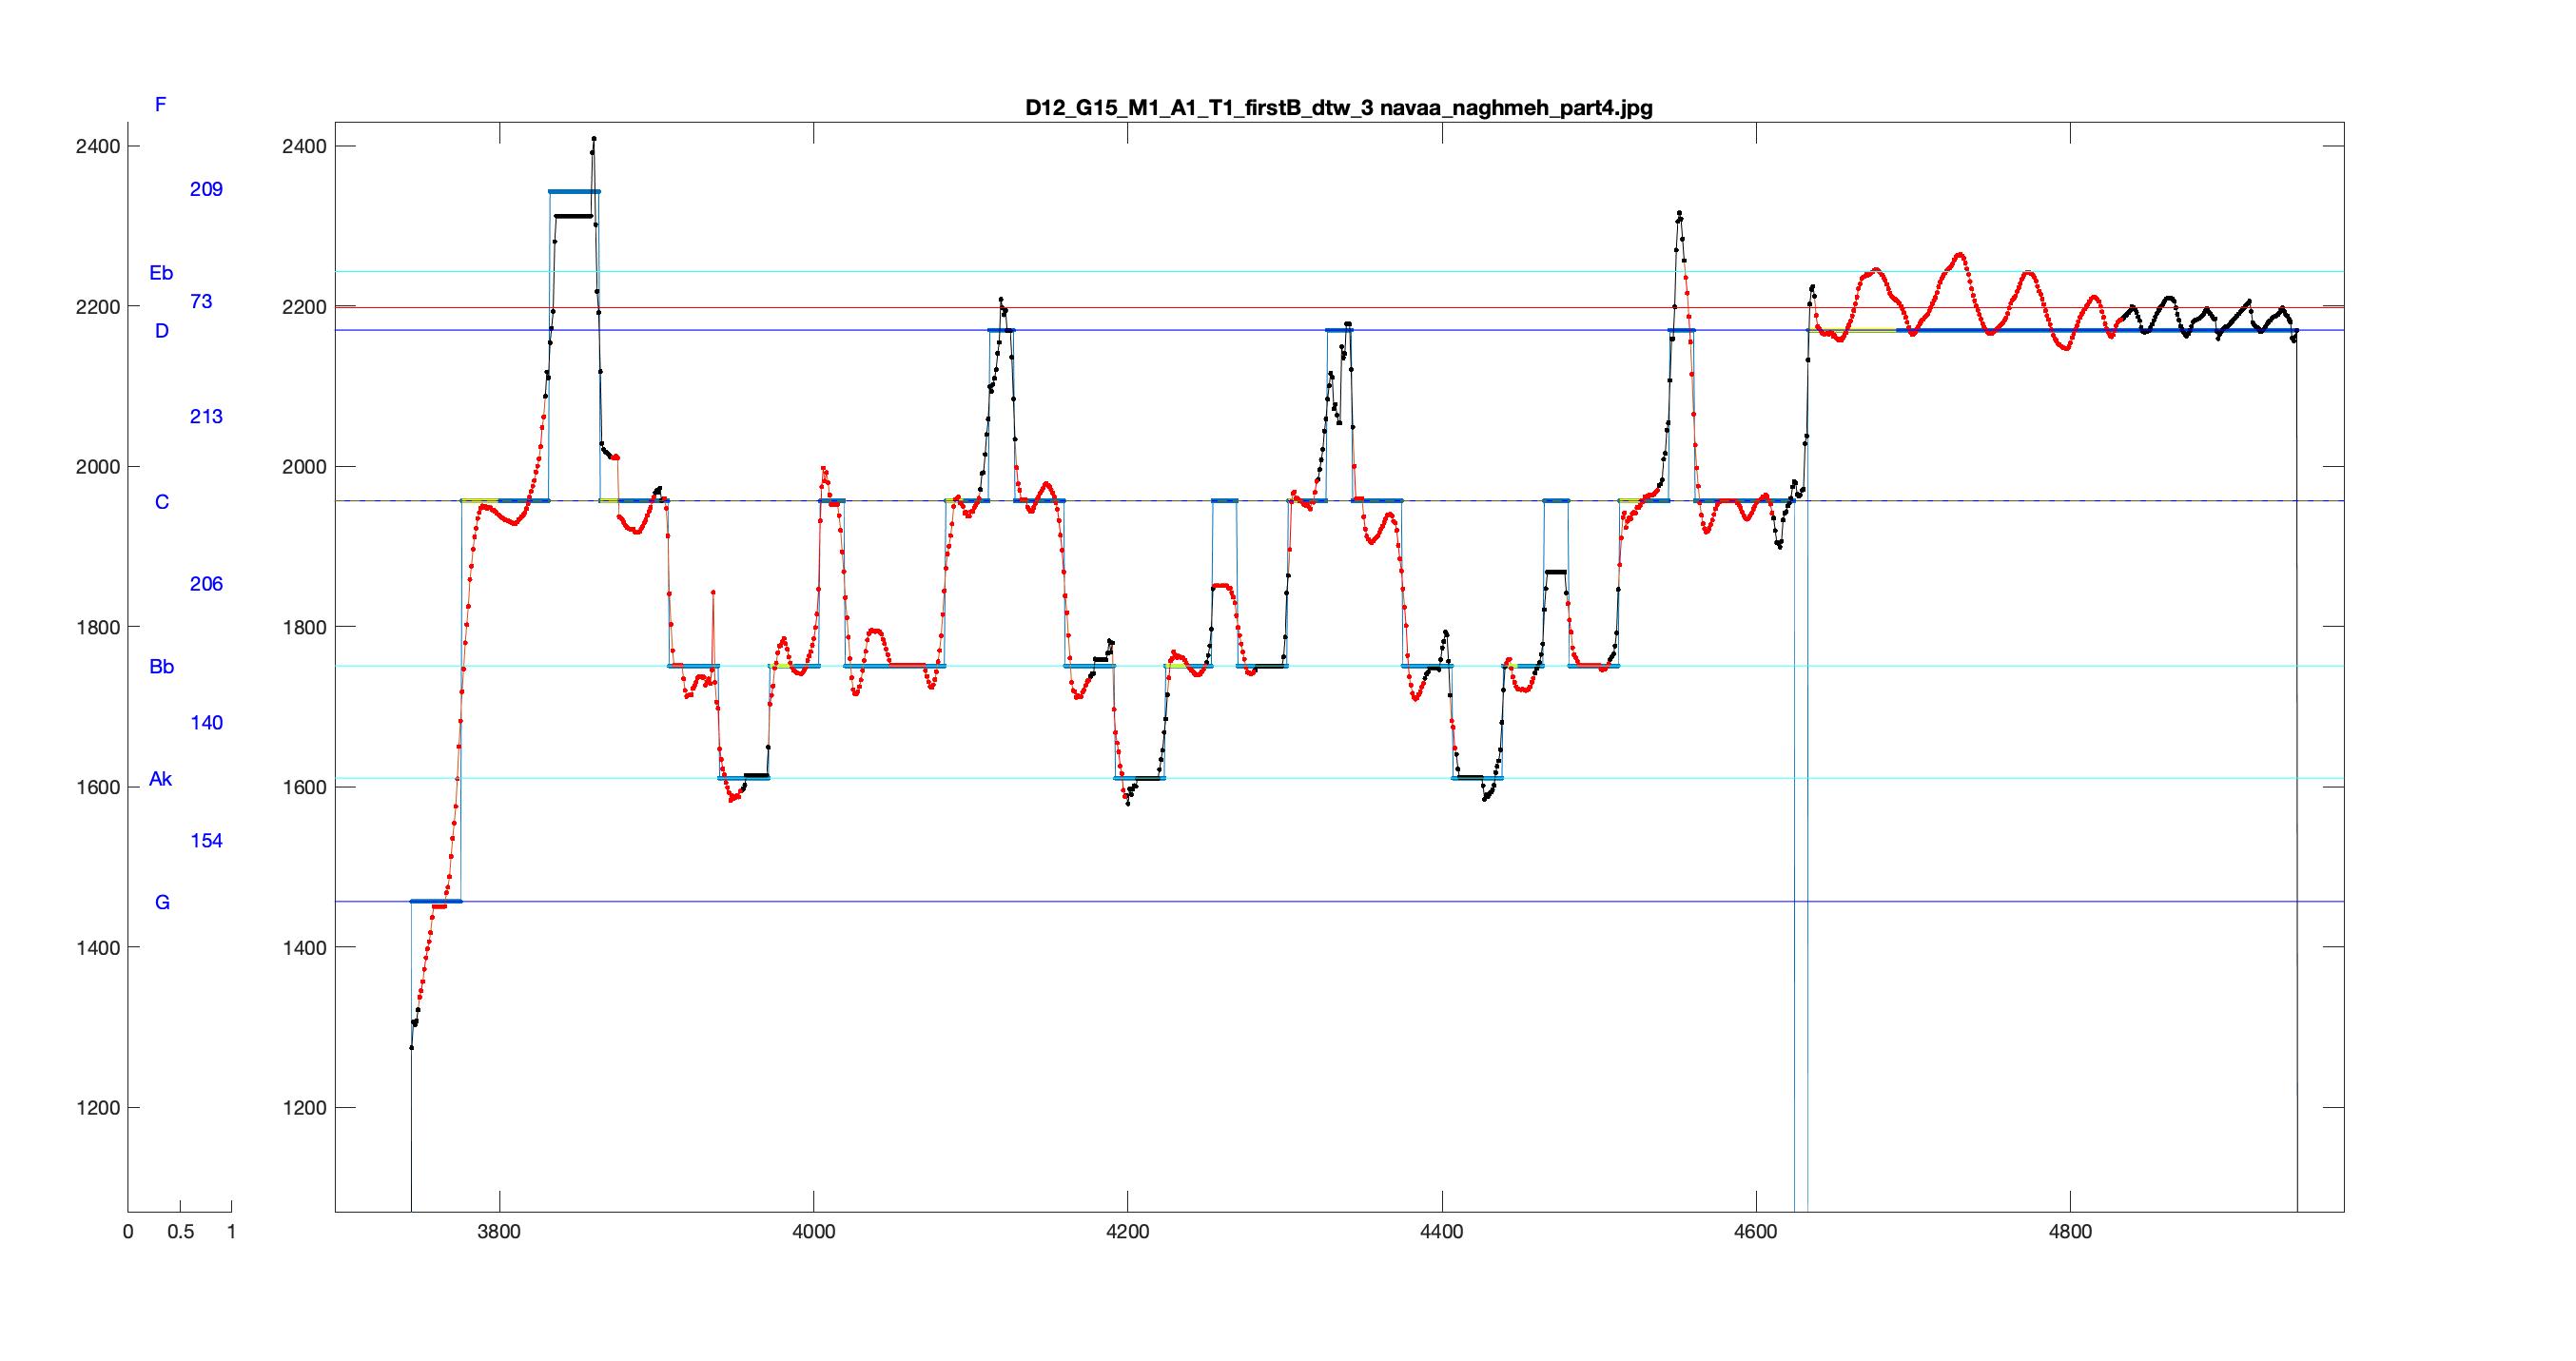 D12_G15_M1_A1_T1_firstB_dtw_3 navaa_naghmeh_part4.jpg
F
2400 2400
209
Eb
73
2200 2200
D
213
2000 2000
C
206
1800 1800
Bb
140
Ak
1600 1600
154
G
1400 1400
1200 1200
0 0.5 1 3800 4000 4200 4400 4600 4800